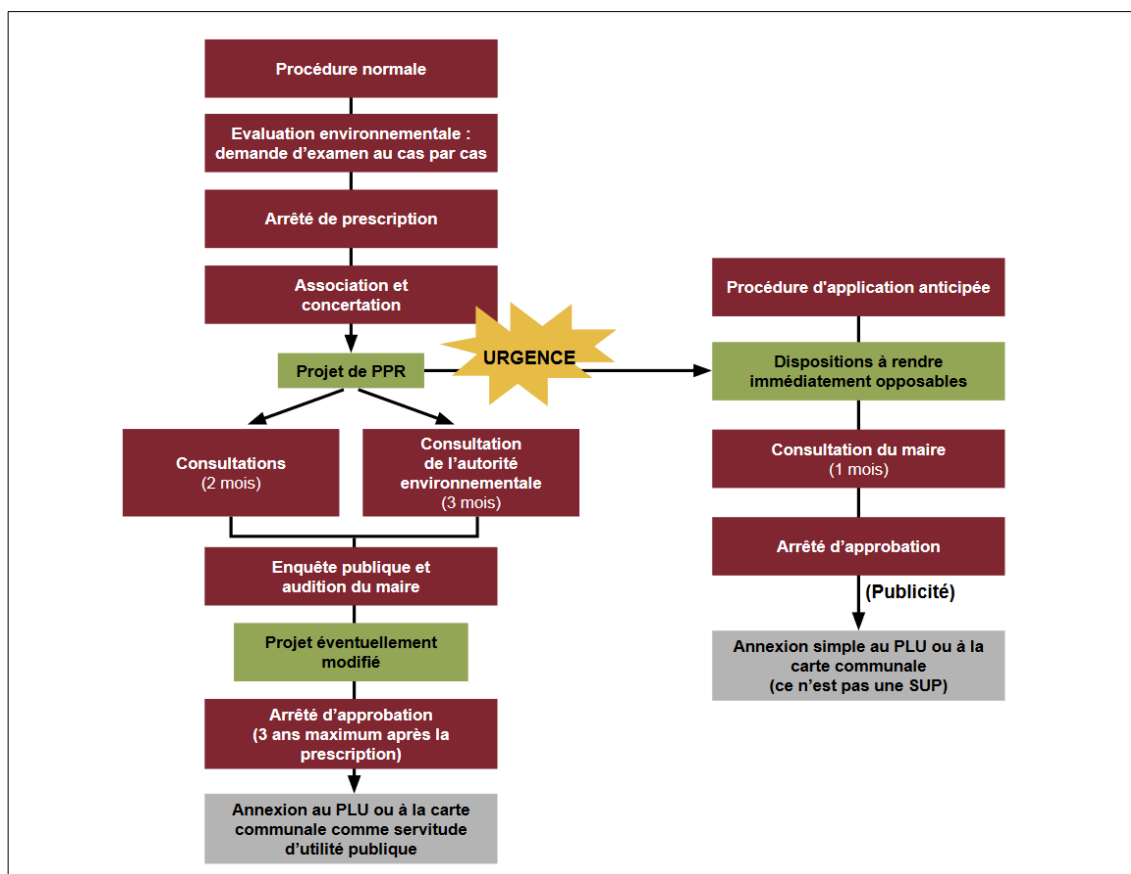 Procédure normale
Evaluation environnementale :
demande d'examen au cas par cas
Arrêté de prescription
Association et
concertation
URGENCE
Projet de PPR
Consultations
(2 mois)
Consultation
de l'autorité
environnementale
(3 mois)
Enquête publique et
audition du maire
Projet éventuellement
modifié
Arrêté d'approbation
(3 ans maximum après la
prescription)
Annexion au PLU ou à la carte
communale comme servitude
d'utilité publique
Procédure d'application anticipée
Dispositions à rendre
immédiatement opposables
Consultation du maire
(1 mois)
Arrêté d'approbation
(Publicité)
Annexion simple au PLU ou à la
carte communale
(ce n'est pas une SUP)